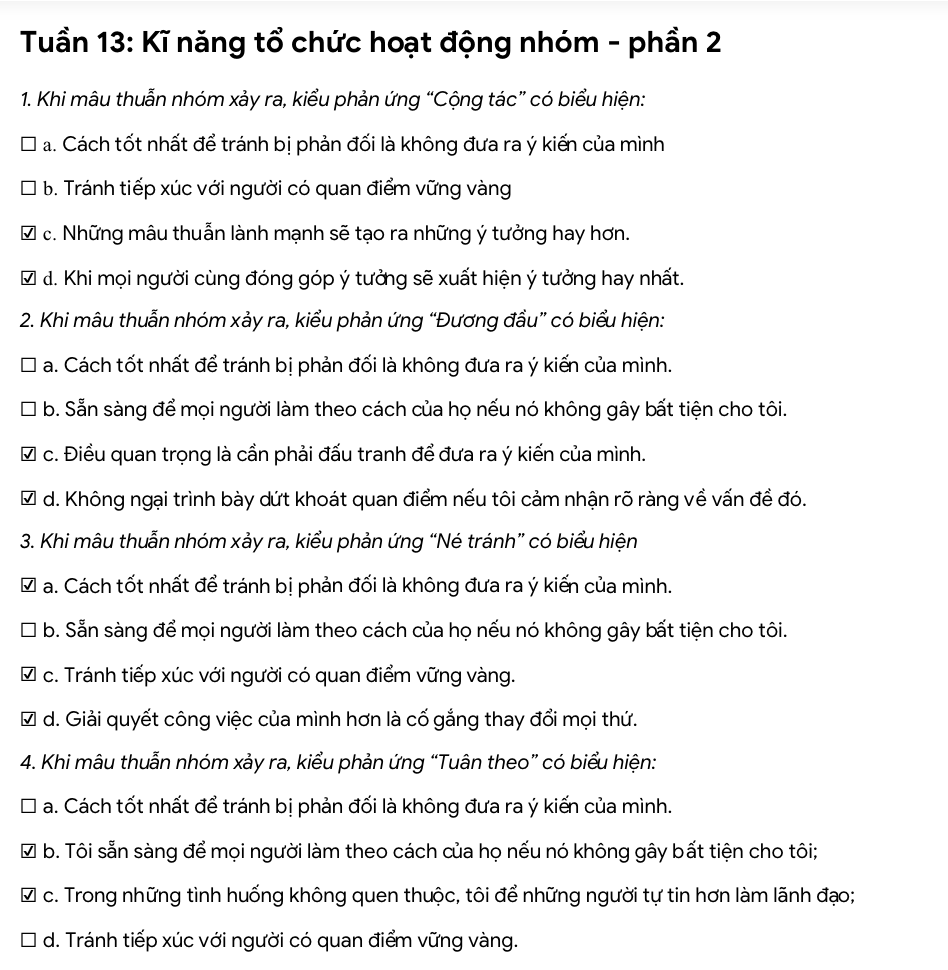 Tuần 13: Kĩ năng tổ chức hoạt động nhóm - phần 2
1. Khi mâu thuẫn nhóm xảy ra, kiểu phản ứng “Cộng tác” có biểu hiện:
☐ a. Cách tốt nhất để tránh bị phản đối là không đưa ra ý kiến của mình
☐ b. Tránh tiếp xúc với người có quan điểm vững vàng
☑ c. Những mâu thuẫn lành mạnh sẽ tạo ra những ý tưởng hay hơn.
☑ d. Khi mọi người cùng đóng góp ý tưởng sẽ xuất hiện ý tưởng hay nhất.
2. Khi mâu thuẫn nhóm xảy ra, kiểu phản ứng “Đương đầu” có biểu hiện:
☐ a. Cách tốt nhất để tránh bị phản đối là không đưa ra ý kiến của mình.
☐ b. Sẵn sàng để mọi người làm theo cách của họ nếu nó không gây bất tiện cho tôi.
☑ c. Điều quan trọng là cần phải đấu tranh để đưa ra ý kiến của mình.
☑ d. Không ngại trình bày dứt khoát quan điểm nếu tôi cảm nhận rõ ràng về vấn đề đó.
3. Khi mâu thuẫn nhóm xảy ra, kiểu phản ứng “Né tránh” có biểu hiện
☑ a. Cách tốt nhất để tránh bị phản đối là không đưa ra ý kiến của mình.
☐ b. Sẵn sàng để mọi người làm theo cách của họ nếu nó không gây bất tiện cho tôi.
☑ c. Tránh tiếp xúc với người có quan điểm vững vàng.
☑ d. Giải quyết công việc của mình hơn là cố gắng thay đổi mọi thứ.
4. Khi mâu thuẫn nhóm xảy ra, kiểu phản ứng “Tuân theo” có biểu hiện:
☐ a. Cách tốt nhất để tránh bị phản đối là không đưa ra ý kiến của mình.
☑ b. Tôi sẵn sàng để mọi người làm theo cách của họ nếu nó không gây bất tiện cho tôi;
☑ c. Trong những tình huống không quen thuộc, tôi để những người tự tin hơn làm lãnh đạo;
☐ d. Tránh tiếp xúc với người có quan điểm vững vàng.